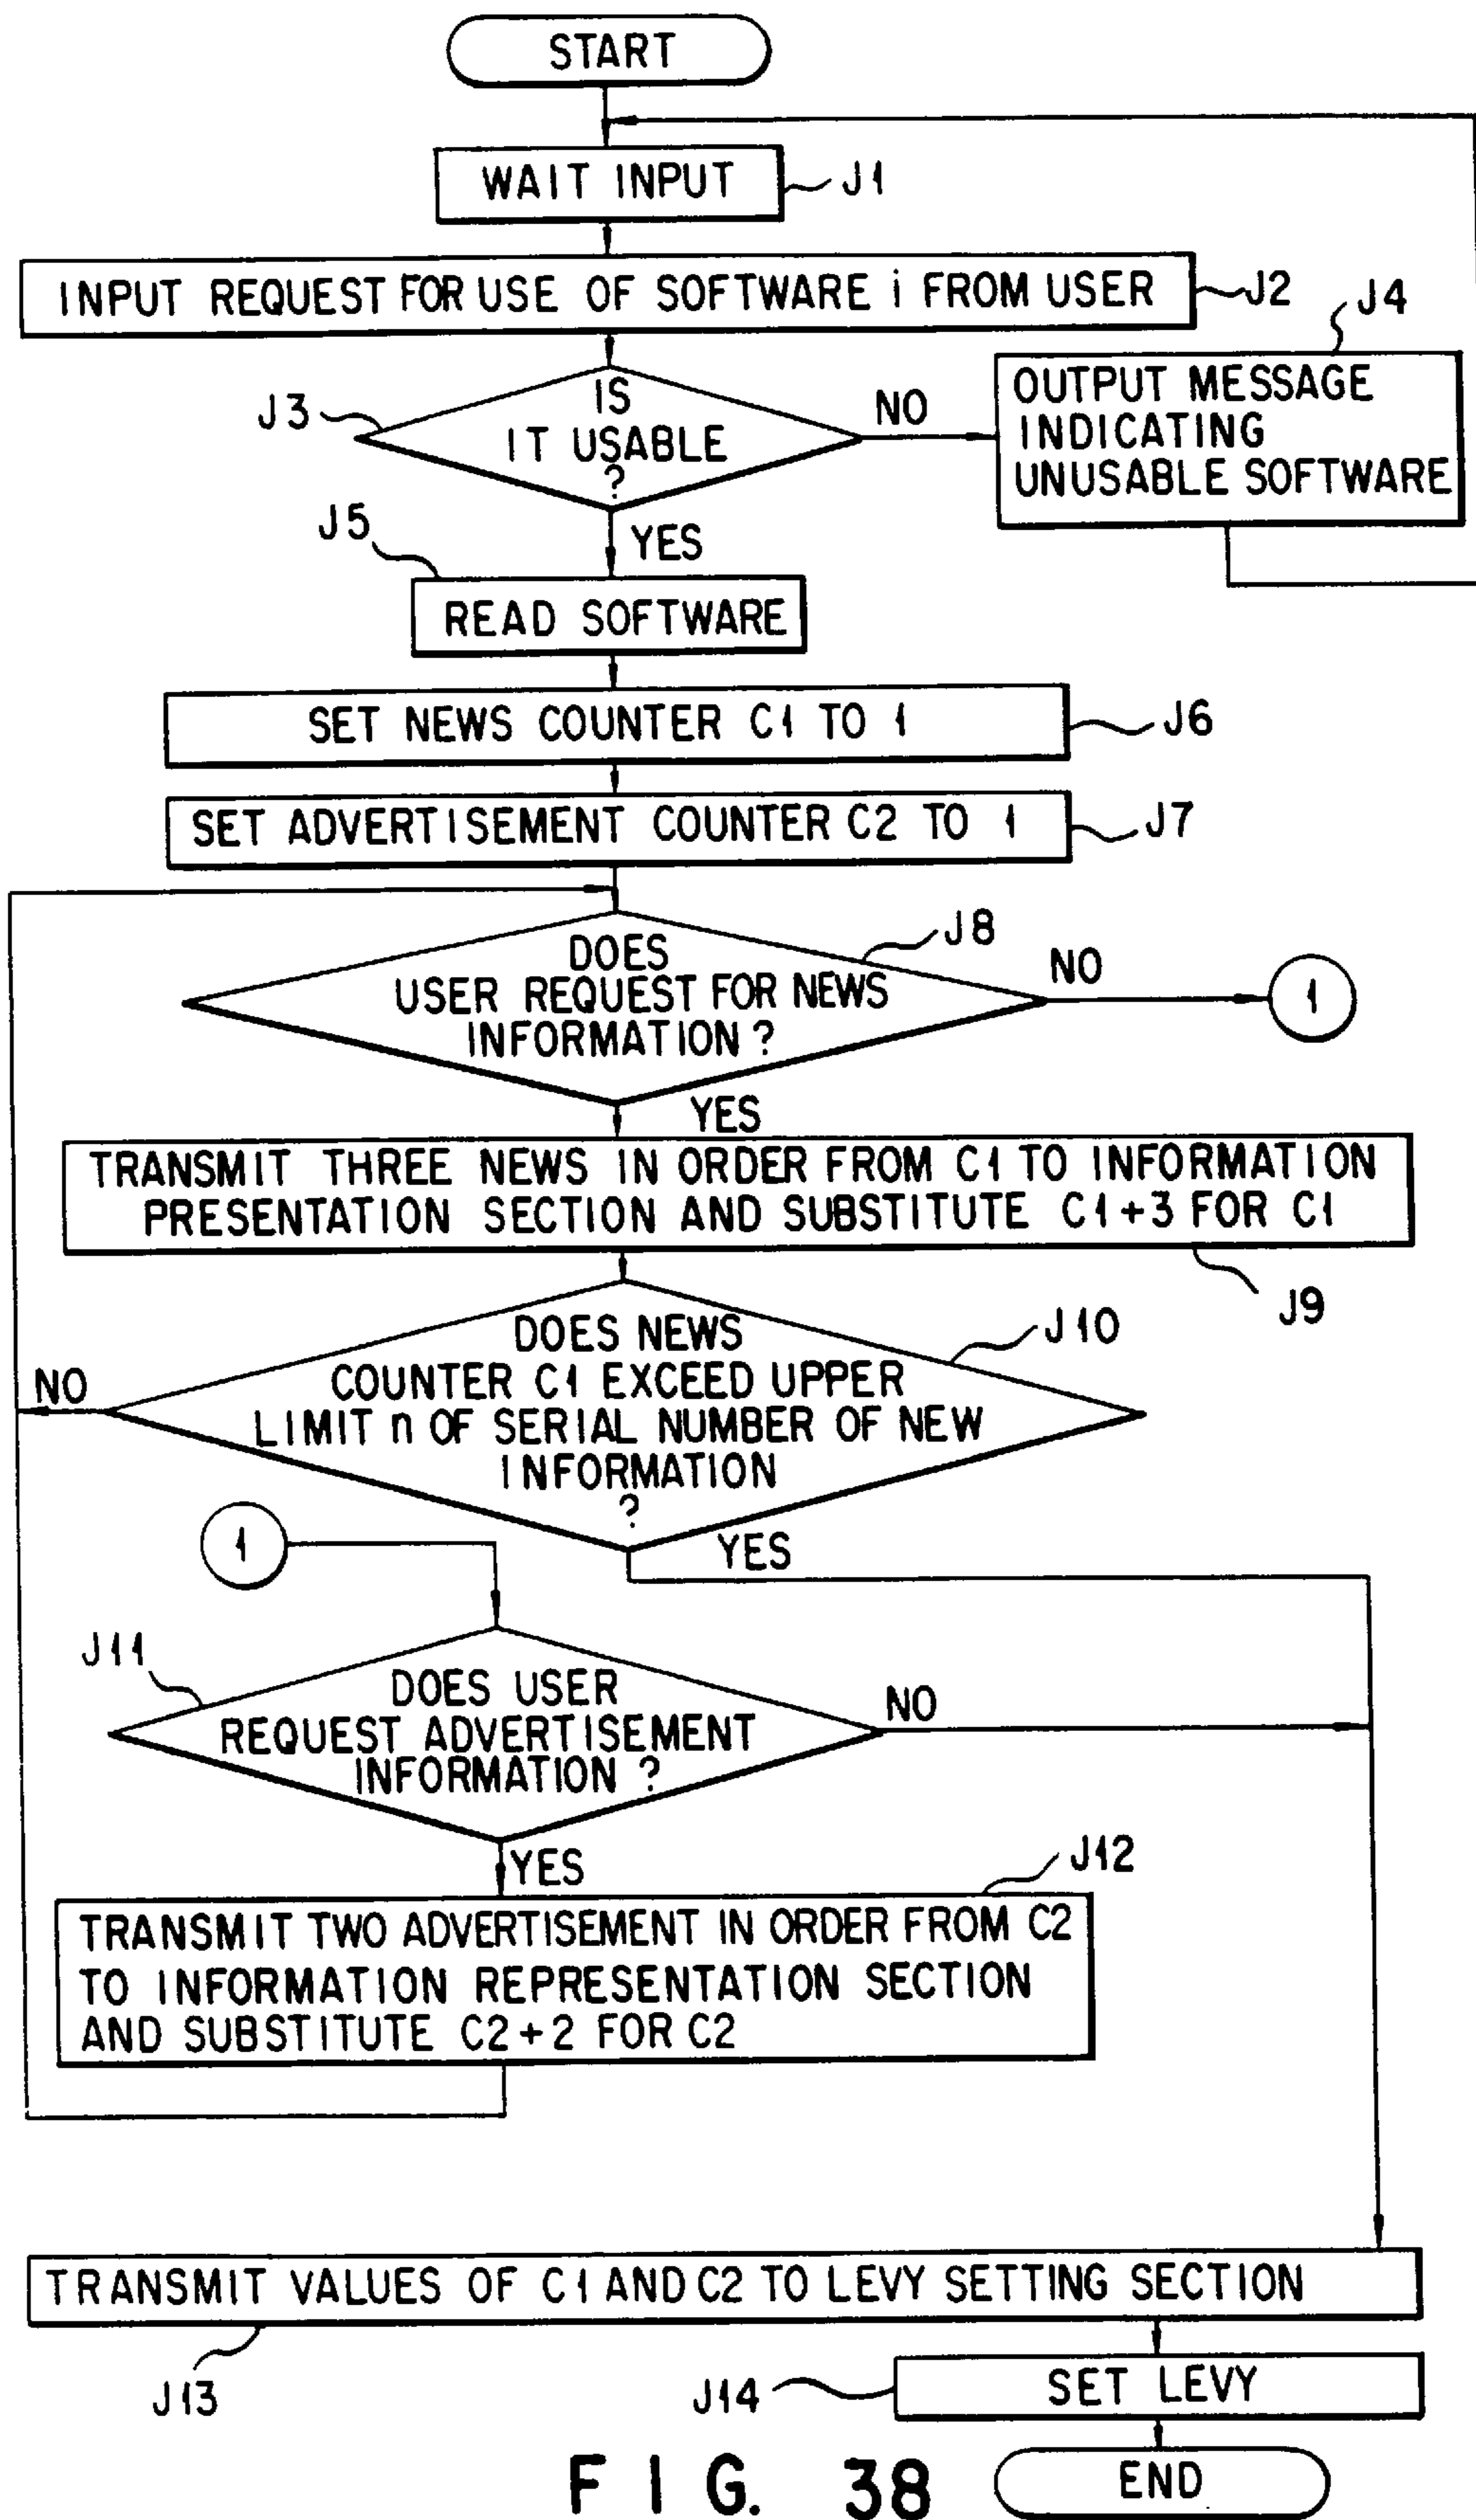 START
WAIT INPUT
J1
INPUT REQUEST FOR USE OF SOFTWARE i FROM USER
J2
J4
J3
IS
IT USABLE
?
NO
OUTPUT MESSAGE
INDICATING
UNUSABLE SOFTWARE
J5
YES
READ SOFTWARE
SET NEWS COUNTER C1 TO 1
J6
SET ADVERTISEMENT COUNTER C2 TO 1
J7
J8
DOES
USER REQUEST FOR NEWS
INFORMATION ?
NO
1
YES
TRANSMIT THREE NEWS IN ORDER FROM C1 TO INFORMATION
PRESENTATION SECTION AND SUBSTITUTE C1+3 FOR C1
J9
J10
DOES NEWS
COUNTER C1 EXCEED UPPER
LIMIT n OF SERIAL NUMBER OF NEW
INFORMATION
?
NO
1
YES
J11
DOES USER
REQUEST ADVERTISEMENT
INFORMATION ?
NO
YES
J12
TRANSMIT TWO ADVERTISEMENT IN ORDER FROM C2
TO INFORMATION REPRESENTATION SECTION
AND SUBSTITUTE C2+2 FOR C2
TRANSMIT VALUES OF C1 AND C2 TO LEVY SETTING SECTION
J13
J14
SET LEVY
END
FIG. 38